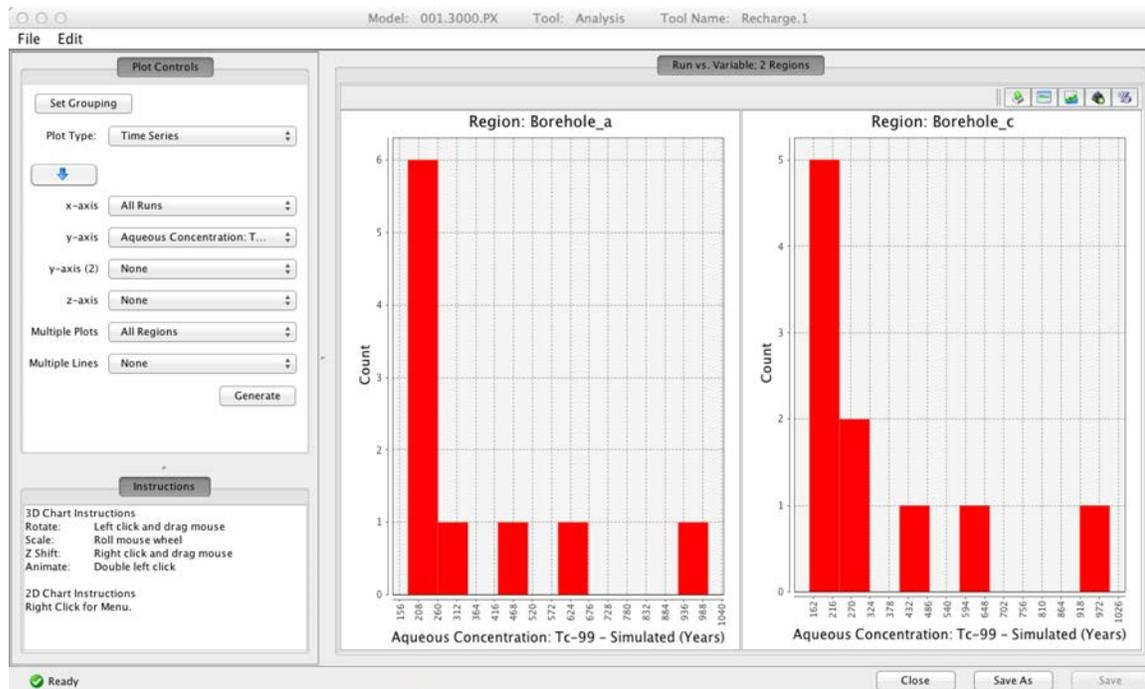 Model: 001.3000.PX Tool: Analysis Tool Name: Recharge.1
File Edit
Plot Controls
Set Grouping
Plot Type: Time Series
x-axis All Runs
y-axis Aqueous Concentration: T...
y-axis (2) None
z-axis None
Multiple Plots All Regions
Multiple Lines None
Generate
Instructions
3D Chart Instructions
Rotate: Left click and drag mouse
Scale: Roll mouse wheel
Z Shift: Right click and drag mouse
Animate: Double left click
2D Chart Instructions
Right Click for Menu.
Run vs. Variable; 2 Regions
Region: Borehole_a
Count
6
5
4
3
2
1
0
156 208 260 312 364 416 468 520 572 624 676 728 780 832 884 936 988 1040
Aqueous Concentration: Tc-99 - Simulated (Years)
Region: Borehole_c
Count
5
4
3
2
1
0
162 216 270 324 378 432 486 540 594 648 702 756 810 864 918 972 1026
Aqueous Concentration: Tc-99 - Simulated (Years)
Ready
Close Save As Save